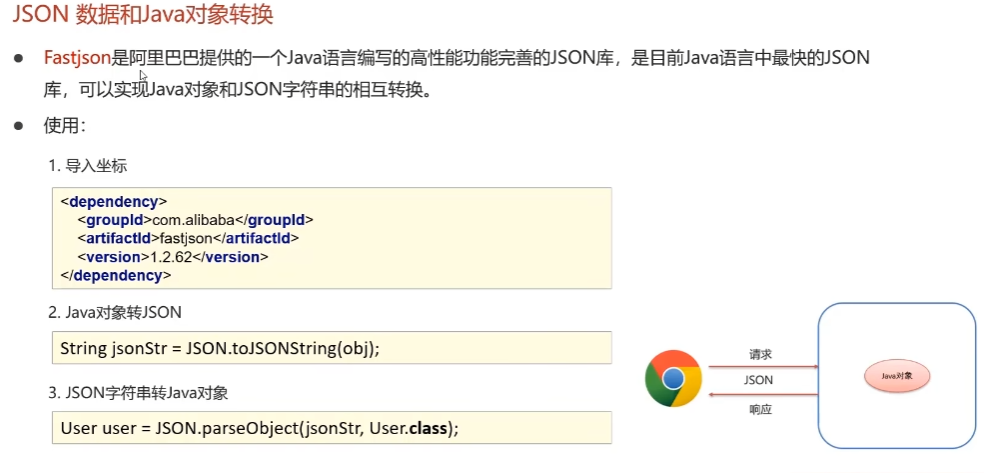 JSON 数据和Java对象转换
● Fastjson是阿里巴巴提供的一个Java语言编写的高性能功能完善的JSON库，是目前Java语言中最快的JSON
库，可以实现Java对象和JSON字符串的相互转换。
● 使用：
1. 导入坐标
<dependency>
<groupId>com.alibaba</groupId>
<artifactId>fastjson</artifactId>
<version>1.2.62</version>
</dependency>
2. Java对象转JSON
String jsonStr = JSON.toJSONString(obj);
3. JSON字符串转Java对象
User user = JSON.parseObject(jsonStr, User.class);
请求
JSON
响应
Java对象